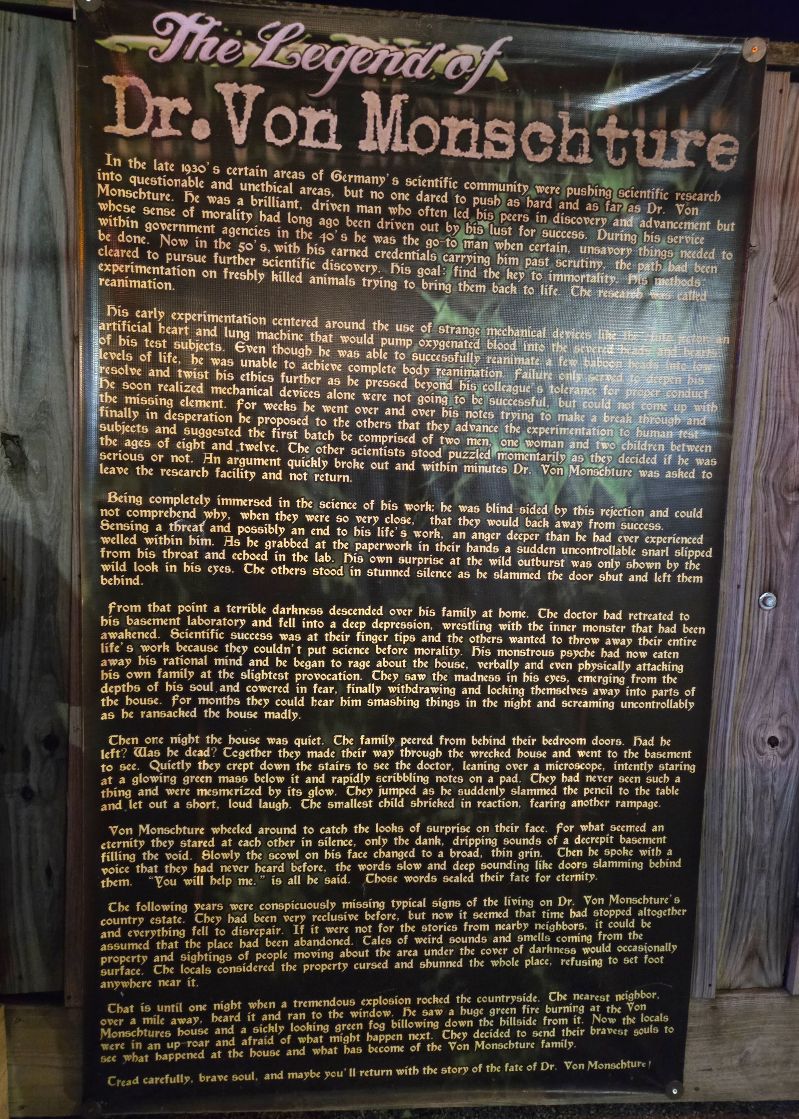 The Legend of
Dr. Von Monschture
In the late 1930's certain areas of Germany's scientific community were pushing scientific research
into questionable and unethical areas, but no one dared to push as hard and as far as Dr. Von
Monschture. He was a brilliant, driven man who often led his peers in discovery and advancement but
whose sense of morality had long ago been driven out by his lust for success. During his service
within government agencies in the 40's he was the go-to man when certain, unsavory things needed to
be done. Now in the 50's, with his earned credentials carrying him past scrutiny, the path had been
cleared to pursue further scientific discovery. His goal: find the key to immortality. His methods:
experimentation on freshly killed animals trying to bring them back to life. The research was called
reanimation.
His early experimentation centered around the use of strange mechanical devices like the an
artificial heart and lung machine that would pump oxygenated blood into the severed heads and hearts
of his test subjects. Even though he was able to successfully reanimate a few baboon heads into low
levels of life, he was unable to achieve complete body reanimation. Failure only served to deepen his
resolve and twist his ethics further as he pressed beyond his colleague's tolerance for proper conduct.
He soon realized mechanical devices alone were not going to be successful, but could not come up with
the missing element. For weeks he went over and over his notes trying to make a break through and
finally in desperation he proposed to the others that they advance the experimentation to human test
subjects and suggested the first batch be comprised of two men, one woman and two children between
the ages of eight and twelve. The other scientists stood puzzled momentarily as they decided if he was
serious or not. An argument quickly broke out and within minutes Dr. Von Monschture was asked to
leave the research facility and not return.
Being completely immersed in the science of his work; he was blind-sided by this rejection and could
not comprehend why, when they were so very close, that they would back away from success.
Sensing a threat and possibly an end to his life's work, an anger deeper than he had ever experienced
welled within him. As he grabbed at the paperwork in their hands a sudden uncontrollable snarl slipped
from his throat and echoed in the lab. His own surprise at the wild outburst was only shown by the
wild look in his eyes. The others stood in stunned silence as he slammed the door shut and left them
behind.
From that point a terrible darkness descended over his family at home. The doctor had retreated to
his basement laboratory and fell into a deep depression, wrestling with the inner monster that had been
awakened. Scientific success was at their finger tips and the others wanted to throw away their entire
life's work because they couldn't put science before morality. His monstrous psyche had now eaten
away his rational mind and he began to rage about the house, verbally and even physically attacking
his own family at the slightest provocation. They saw the madness in his eyes, emerging from the
depths of his soul and cowered in fear, finally withdrawing and locking themselves away into parts of
the house. For months they could hear him smashing things in the night and screaming uncontrollably
as he ransacked the house madly.
Then one night the house was quiet. The family peered from behind their bedroom doors. Had he
left? Was he dead? Together they made their way through the wrecked house and went to the basement
to see. Quietly they crept down the stairs to see the doctor, leaning over a microscope, intently staring
at a glowing green mass below it and rapidly scribbling notes on a pad. They had never seen such a
thing and were mesmerized by its glow. They jumped as he suddenly slammed the pencil to the table
and let out a short, loud laugh. The smallest child shrieked in reaction, fearing another rampage.
Von Monschture wheeled around to catch the looks of surprise on their face. For what seemed an
eternity they stared at each other in silence, only the dank, dripping sounds of a decrepit basement
filling the void. Slowly the scowl on his face changed to a broad, thin grin. Then he spoke with a
voice that they had never heard before, the words slow and deep sounding like doors slamming behind
them. "You will help me." is all he said. Those words sealed their fate for eternity.
The following years were conspicuously missing typical signs of the living on Dr. Von Monschture's
country estate. They had been very reclusive before, but now it seemed that time had stopped altogether
and everything fell to disrepair. If it were not for the stories from nearby neighbors, it could be
assumed that the place had been abandoned. Tales of weird sounds and smells coming from the
property and sightings of people moving about the area under the cover of darkness would occasionally
surface. The locals considered the property cursed and shunned the whole place, refusing to set foot
anywhere near it.
That is until one night when a tremendous explosion rocked the countryside. The nearest neighbor,
over a mile away, heard it and ran to the window. He saw a huge green fire burning at the Von
Monschtures house and a sickly looking green fog billowing down the hillside from it. Now the locals
were in an up-roar and afraid of what might happen next. They decided to send their bravest souls to
see what happened at the house and what has become of the Von Monschture family.
Tread carefully, brave soul, and maybe you'll return with the story of the fate of Dr. Von Monschture!